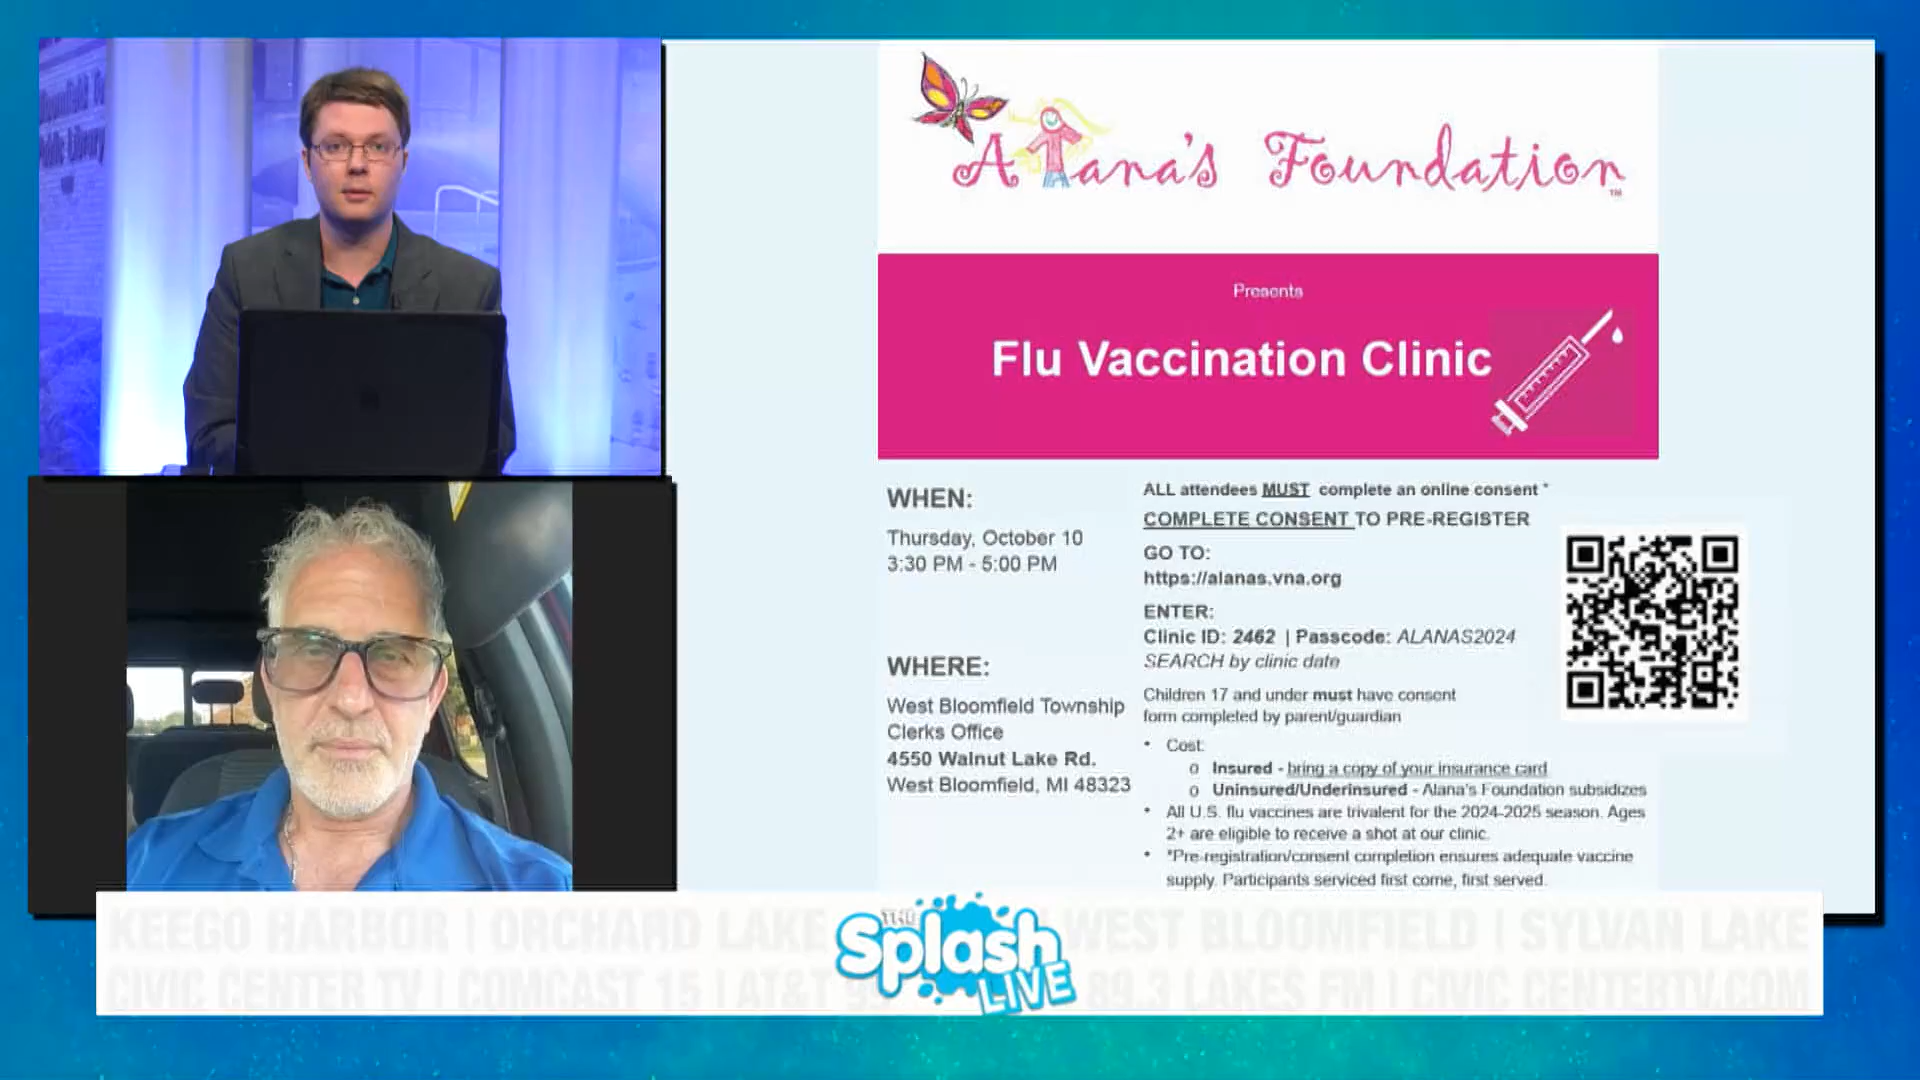 Public Library
Alana's Foundation
TM
Presents
Flu Vaccination Clinic
WHEN:
Thursday, October 10
3:30 PM - 5:00 PM
WHERE:
West Bloomfield Township
Clerks Office
4550 Walnut Lake Rd.
West Bloomfield, MI 48323
ALL attendees MUST complete an online consent *
COMPLETE CONSENT TO PRE-REGISTER
GO TO:
https://alanas.vna.org
ENTER:
Clinic ID: 2462 | Passcode: ALANAS2024
SEARCH by clinic date
Children 17 and under must have consent
form completed by parent/guardian
• Cost:
o Insured - bring a copy of your insurance card
o Uninsured/Underinsured - Alana's Foundation subsidizes
• All U.S. flu vaccines are trivalent for the 2024-2025 season. Ages
2+ are eligible to receive a shot at our clinic.
• *Pre-registration/consent completion ensures adequate vaccine
supply. Participants serviced first come, first served.
KEEGO HARBOR | ORCHARD LAKE WEST BLOOMFIELD | SYLVAN LAKE
CIVIC CENTER TV | COMCAST 15 | AT&T 89.3 LAKES FM | CIVIC CENTERTV.COM
THE
Splash
LIVE